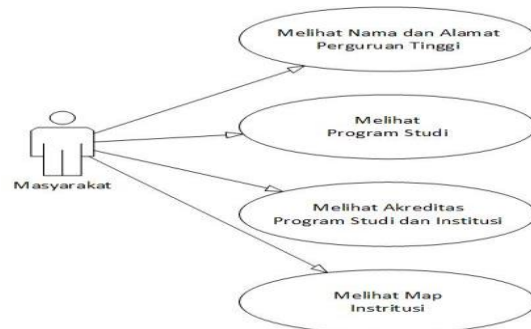 Melihat Nama dan Alamat
Perguruan Tinggi
Melihat
Program Studi
Masyarakat
Melihat Akreditas
Program Studi dan Institusi
Melihat Map
Instritusi